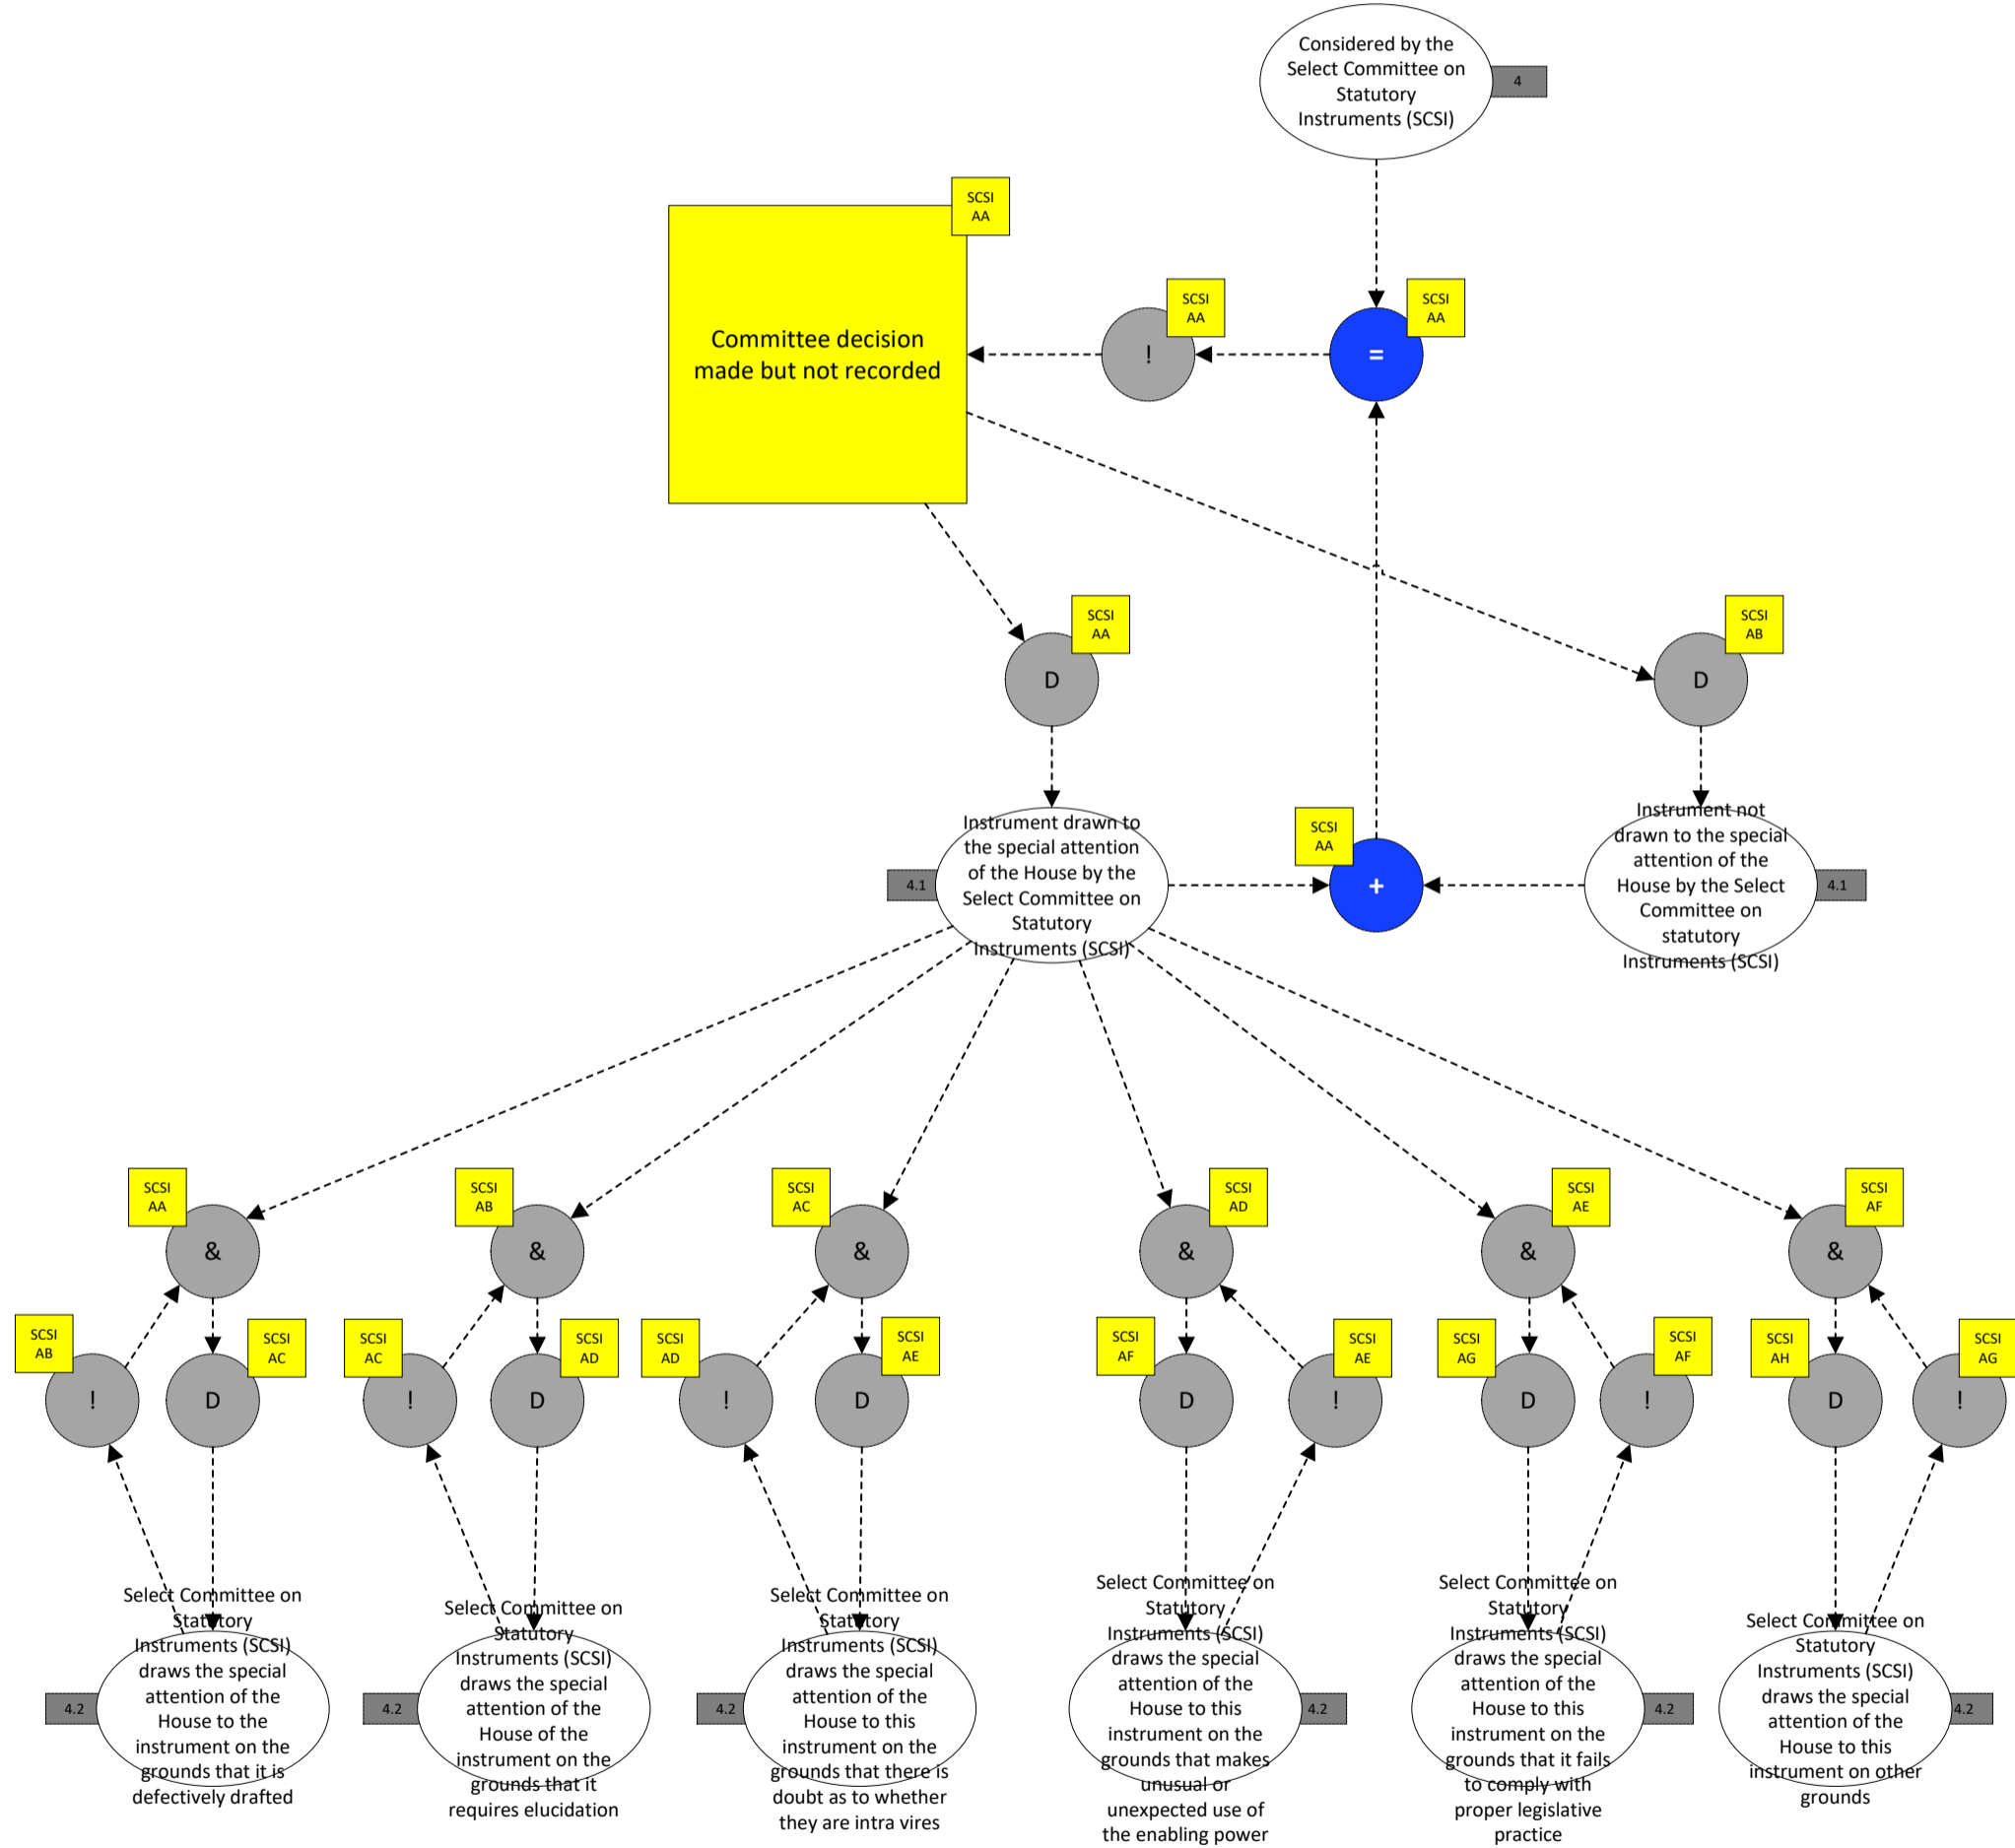 Considered by the
Select Committee on
Statutory
Instruments (SCSI)
4
SCSI
AA
Committee decision
made but not recorded
SCSI
AA
!
SCSI
AA
=
SCSI
AA
D
SCSI
AB
D
Instrument drawn to
the special attention
of the House by the
Select Committee on
Statutory
Instruments (SCSI)
4.1
SCSI
AA
+
Instrument not
drawn to the special
attention of the
House by the Select
Committee on
statutory
Instruments (SCSI)
4.1
SCSI
AA
&
SCSI
AB
&
SCSI
AC
&
SCSI
AD
&
SCSI
AE
&
SCSI
AF
&
SCSI
AB
!
SCSI
AC
D
SCSI
AC
!
SCSI
AD
D
SCSI
AD
!
SCSI
AE
D
SCSI
AF
D
SCSI
AE
!
SCSI
AG
D
SCSI
AF
!
SCSI
AH
D
SCSI
AG
!
4.2
Select Committee on
Statutory
Instruments (SCSI)
draws the special
attention of the
House to the
instrument on the
grounds that it is
defectively drafted
4.2
Select Committee on
Statutory
Instruments (SCSI)
draws the special
attention of the
House of the
instrument on the
grounds that it
requires elucidation
4.2
Select Committee on
Statutory
Instruments (SCSI)
draws the special
attention of the
House to this
instrument on the
grounds that there is
doubt as to whether
they are intra vires
Select Committee on
Statutory
Instruments (SCSI)
draws the special
attention of the
House to this
instrument on the
grounds that makes
unusual or
unexpected use of
the enabling power
4.2
Select Committee on
Statutory
Instruments (SCSI)
draws the special
attention of the
House to this
instrument on the
grounds that it fails
to comply with
proper legislative
practice
4.2
Select Committee on
Statutory
Instruments (SCSI)
draws the special
attention of the
House to this
instrument on other
grounds
4.2